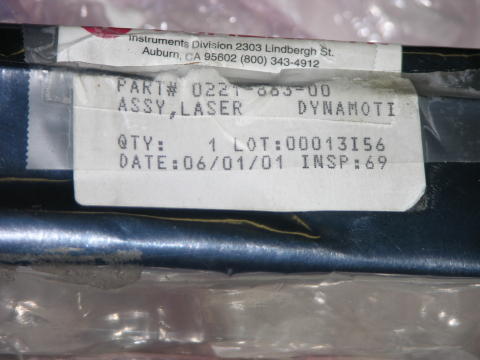 Instruments Division 2303 Lindbergh St.
Auburn, CA 95602 (800) 343-4912
PART# 0221-883-00
ASSY,LASER DYNAMOTI
QTY: 1 LOT:00013I56
DATE:06/01/01 INSP:69